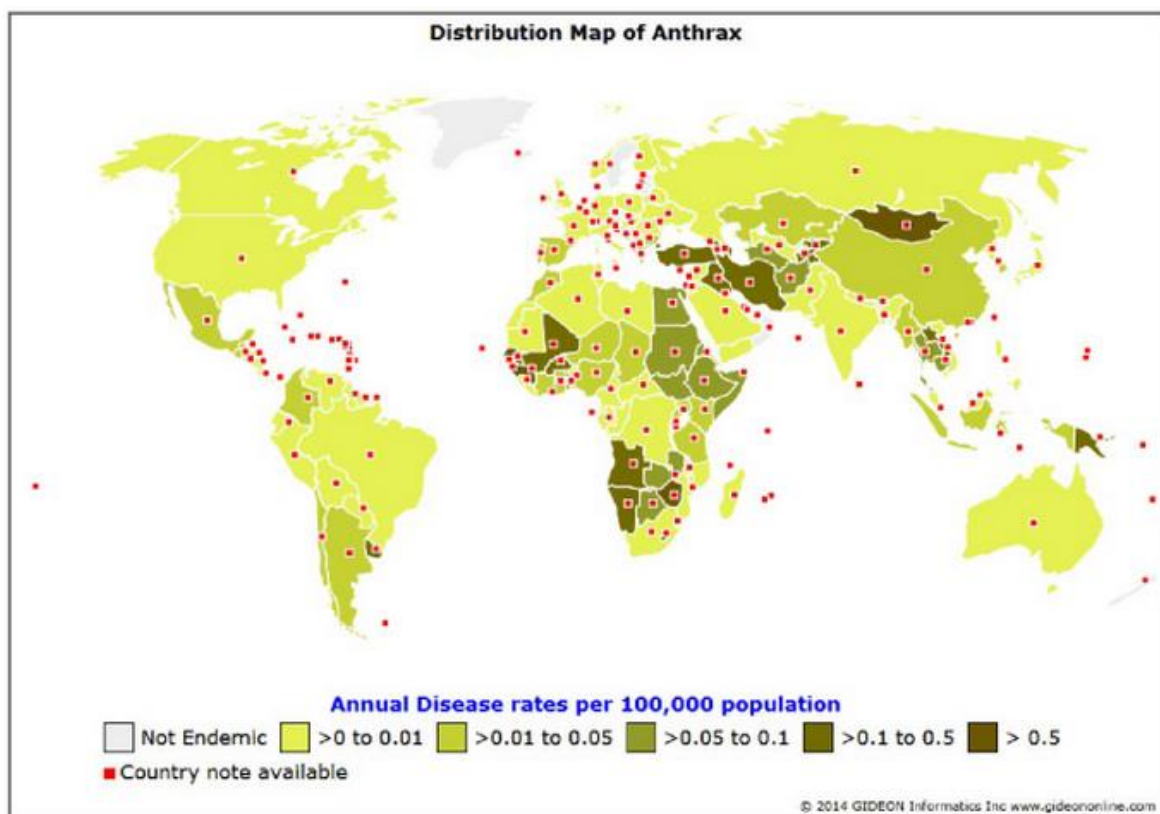 Distribution Map of Anthrax
Annual Disease rates per 100,000 population
Not Endemic >0 to 0.01 >0.01 to 0.05 >0.05 to 0.1 >0.1 to 0.5 > 0.5
Country note available
© 2014 GIDEON Informatics Inc www.gideononline.com